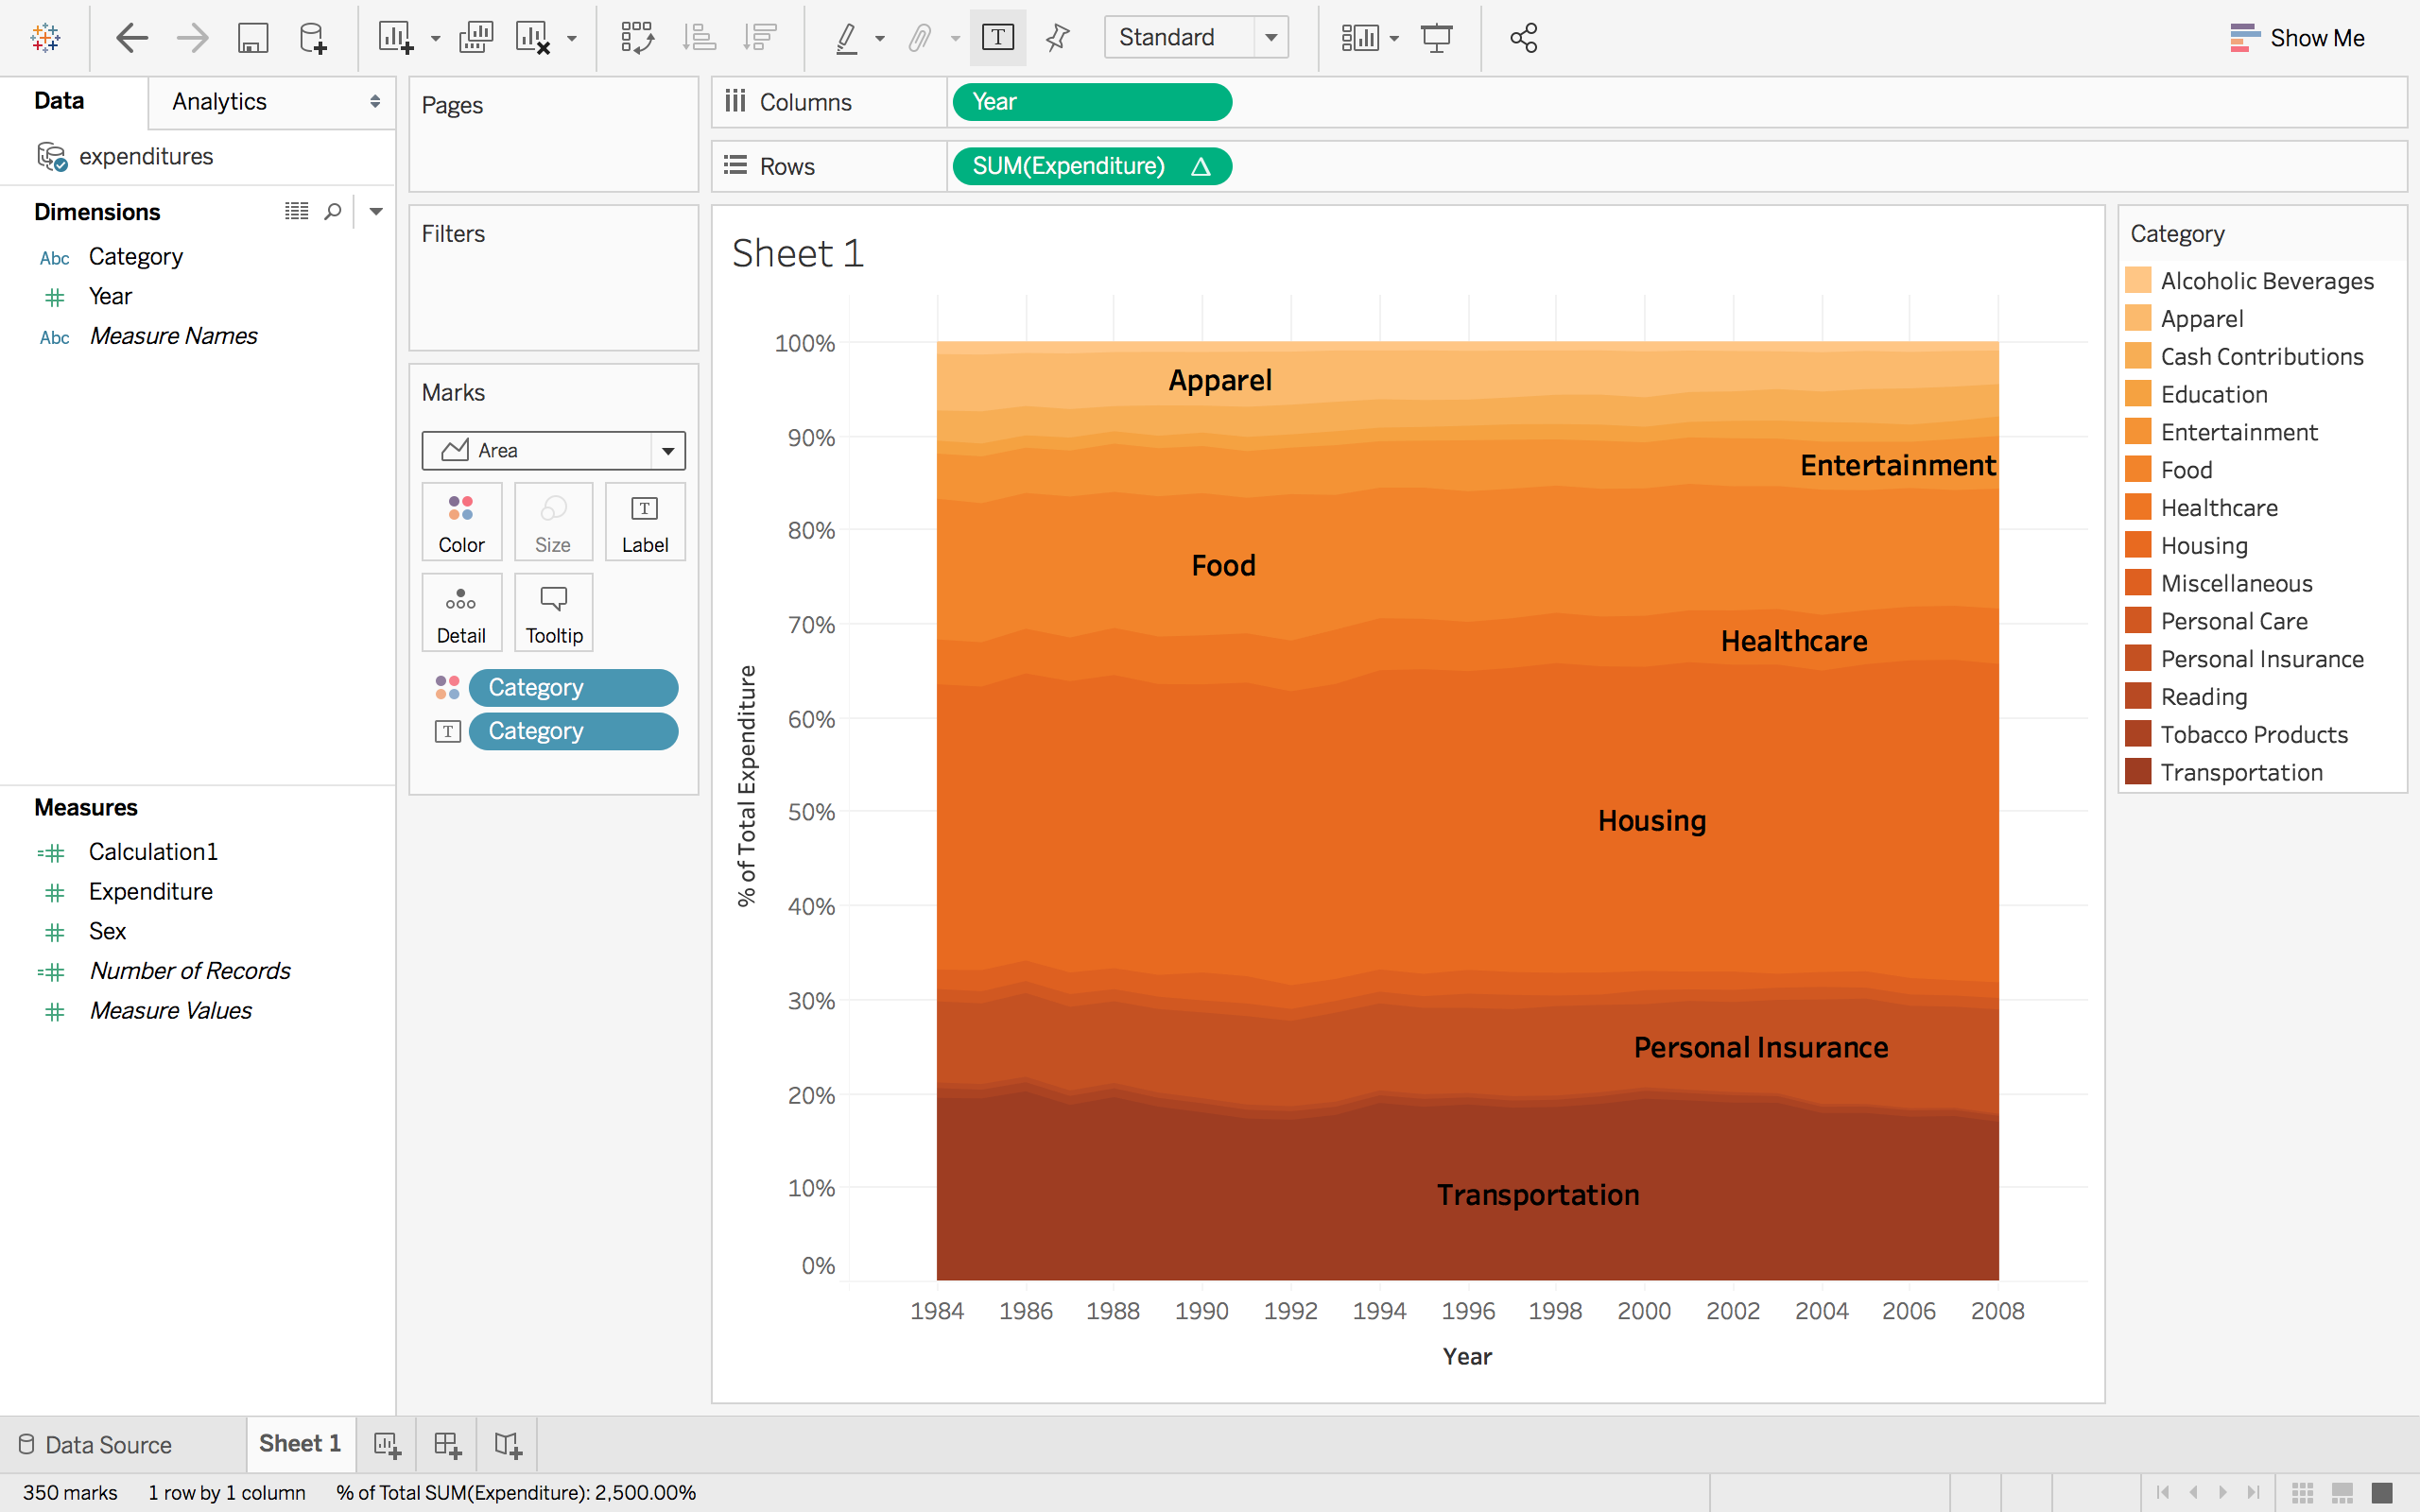 Standard
Show Me
Data
Analytics
expenditures
Dimensions
Abc Category
Year
Abc Measure Names
Measures
Calculation1
Expenditure
Sex
Number of Records
Measure Values
Pages
Filters
Marks
Area
Color
Size
T
Label
Detail
Tooltip
Category
T Category
Columns
Year
Rows
SUM(Expenditure) Δ
Sheet 1
% of Total Expenditure
100%
90%
80%
70%
60%
50%
40%
30%
20%
10%
0%
Apparel
Entertainment
Food
Healthcare
Housing
Personal Insurance
Transportation
1984 1986 1988 1990 1992 1994 1996 1998 2000 2002 2004 2006 2008
Year
Category
Alcoholic Beverages
Apparel
Cash Contributions
Education
Entertainment
Food
Healthcare
Housing
Miscellaneous
Personal Care
Personal Insurance
Reading
Tobacco Products
Transportation
Data Source
Sheet 1
350 marks 1 row by 1 column % of Total SUM(Expenditure): 2,500.00%